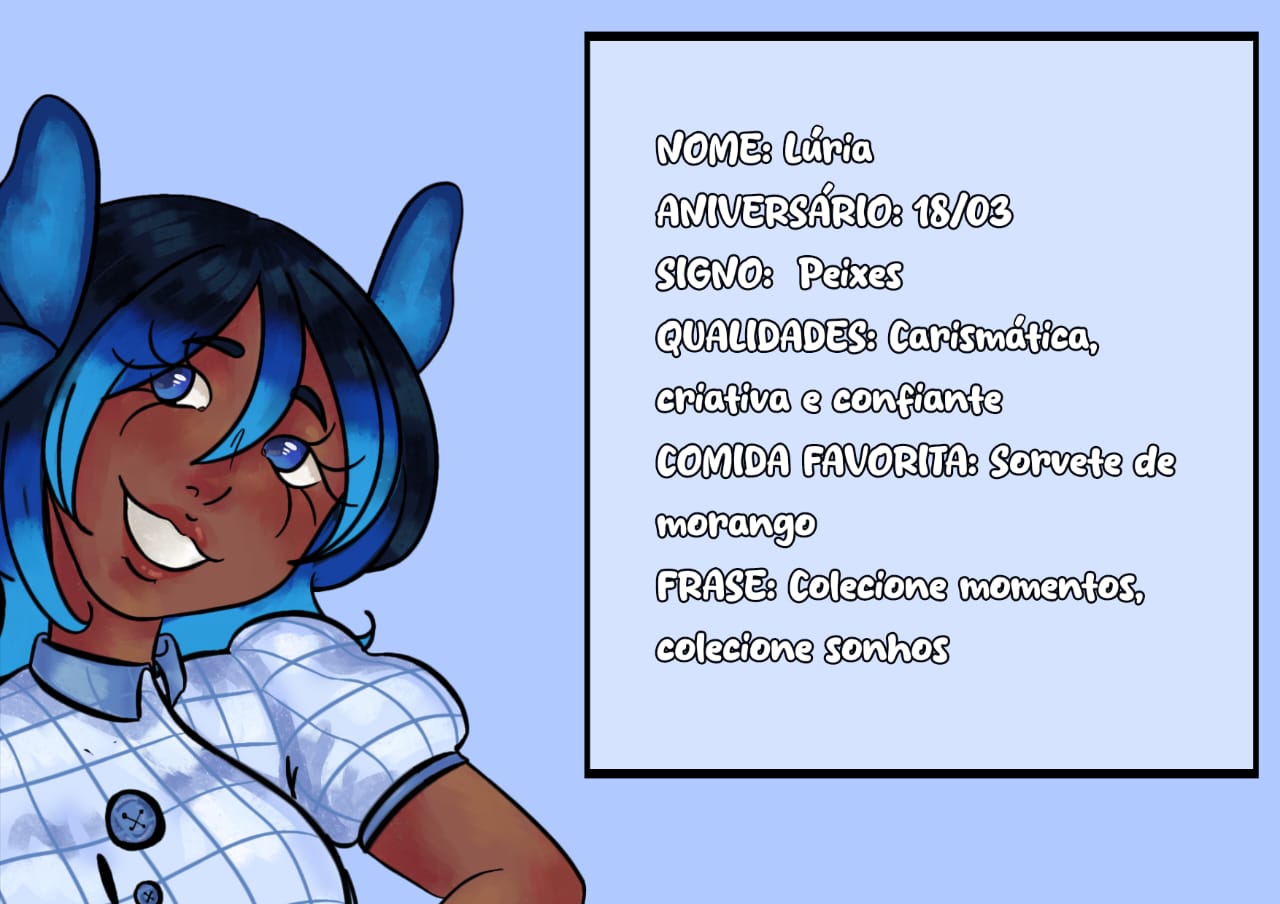 NOME: Lúria
ANIVERSÁRIO: 18/03
SIGNO: Peixes
QUALIDADES: Carismática,
criativa e confiante
COMIDA FAVORITA: Sorvete de
morango
FRASE: Colecione momentos,
colecione sonhos